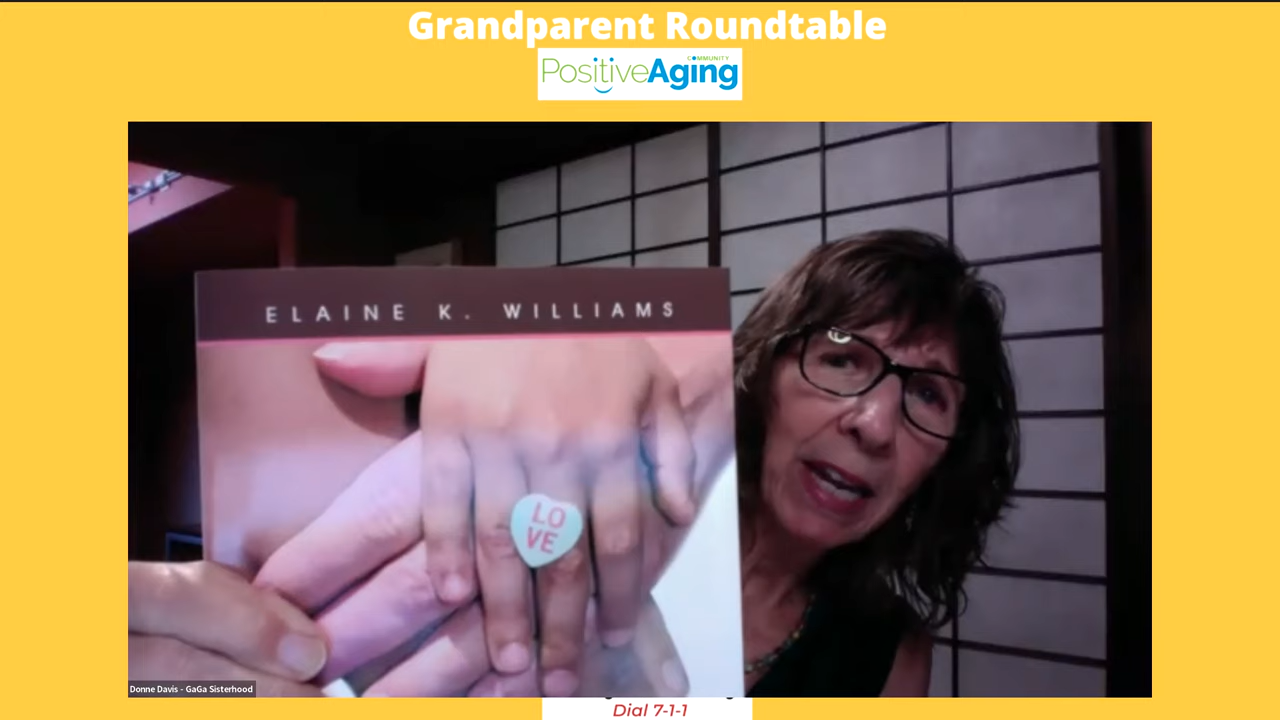 Grandparent Roundtable
COMMUNITY
PositiveAging
ELAINE K. WILLIAMS
LO
VE
Donne Davis - GaGa Sisterhood
Dial 7-1-1